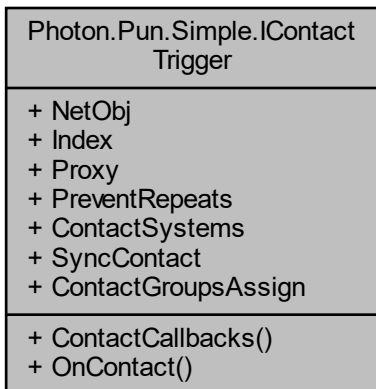 Photon.Pun.Simple.IContact
Trigger
+ NetObj
+ Index
+ Proxy
+ PreventRepeats
+ ContactSystems
+ SyncContact
+ ContactGroupsAssign
+ ContactCallbacks()
+ OnContact()